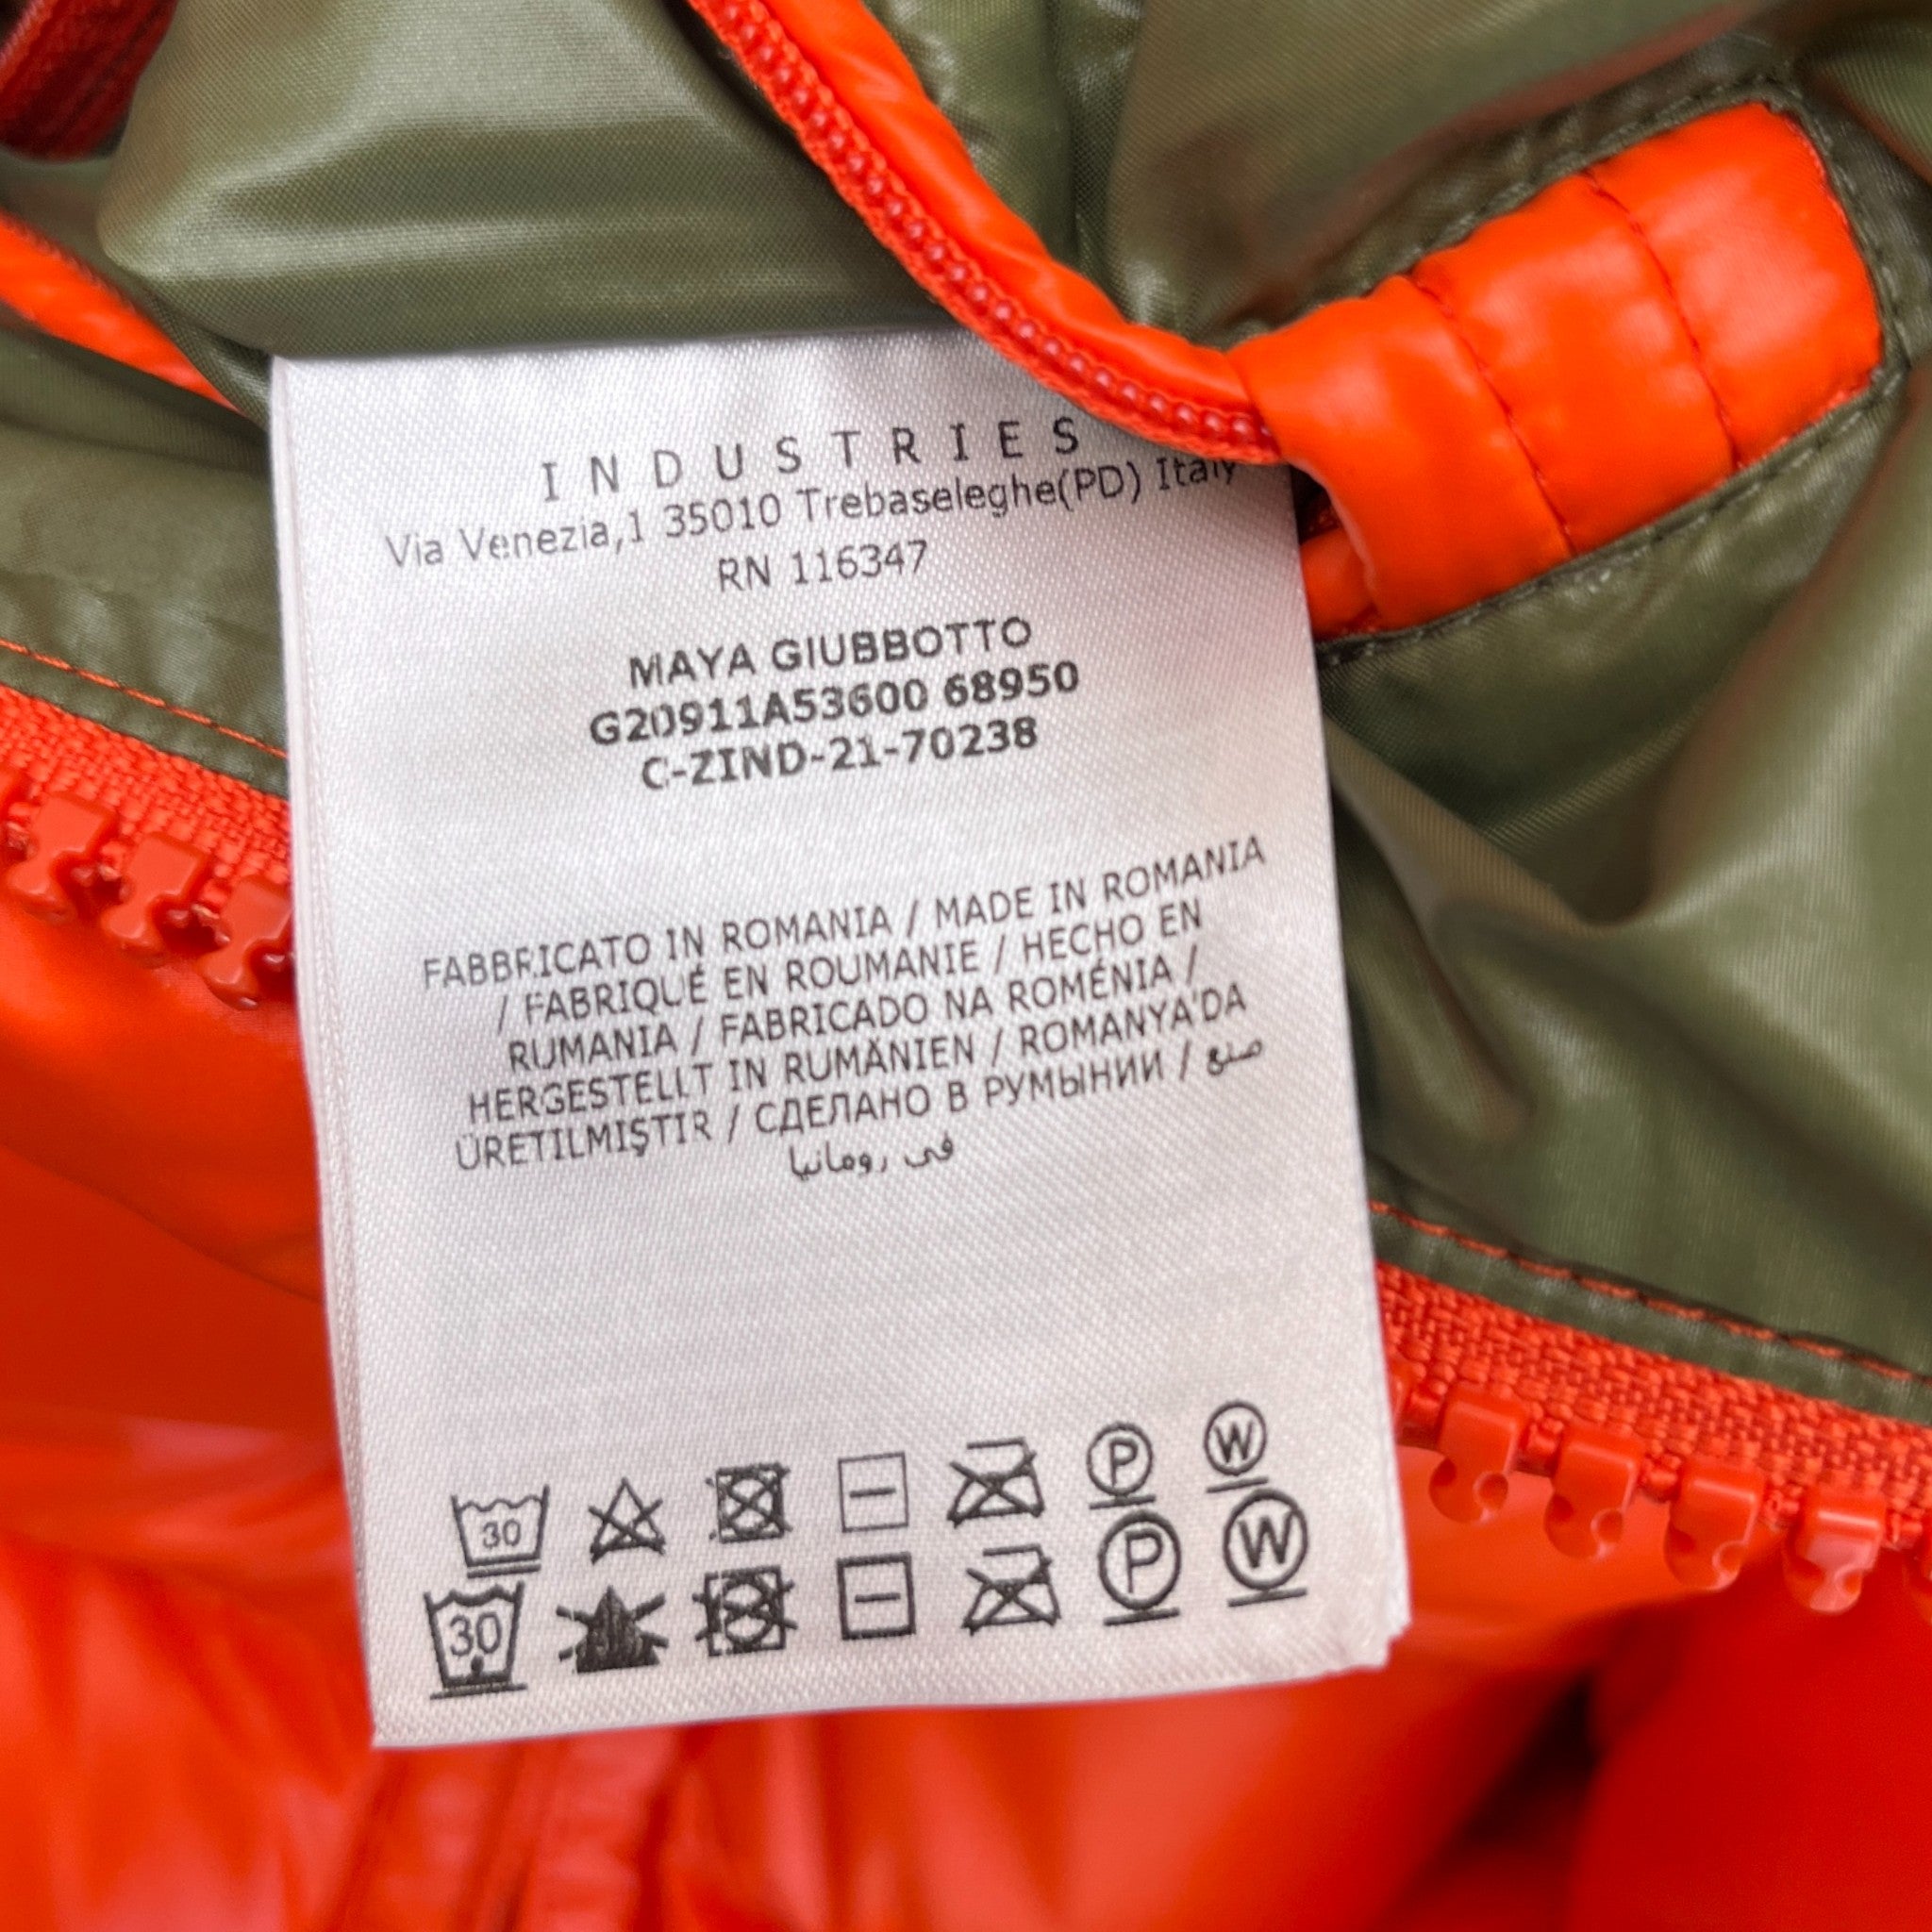 INDUSTRIES
Via Venezia,1 35010 Trebaseleghe(PD) Italy
RN 116347
MAYA GIUBBOTTO
G20911A53600 68950
C-ZIND-21-70238
FABBRICATO IN ROMANIA / MADE IN ROMANIA
/ FABRIQUÉ EN ROUMANIE / HECHO EN
RUMANIA / FABRICADO NA ROMÉNIA /
HERGESTELLT IN RUMÄNIEN / ROMANYA'DA
ÜRETILMIŞTIR / СДЕЛАНО В РУМЫНИИ / صنع
في رومانيا
30 P W
30 P W